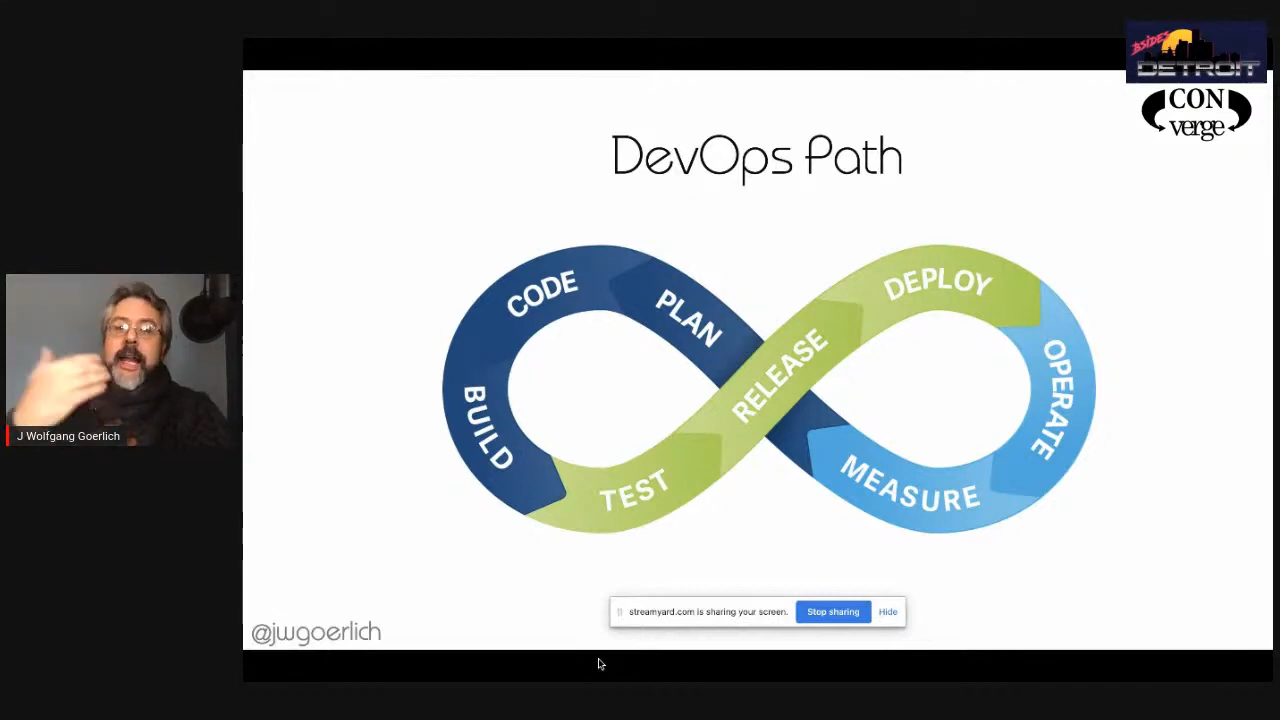 BSIDES
DETROIT
CON
verge
DevOps Path
PLAN
CODE
BUILD
TEST
RELEASE
DEPLOY
OPERATE
MEASURE
J Wolfgang Goerlich
streamyard.com is sharing your screen.
Stop sharing
Hide
@jwgoerlich